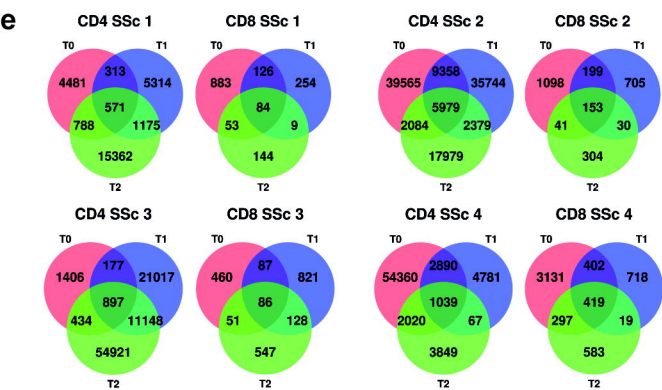 e
CD4 SSc 1
T0
T1
4481
313
5314
571
788
1175
15362
T2
CD8 SSc 1
T0
T1
883
126
254
84
53
9
144
T2
CD4 SSc 2
T0
T1
39565
9358
35744
5979
2084
2379
17979
T2
CD8 SSc 2
T0
T1
1098
199
705
153
41
30
304
T2
CD4 SSc 3
T0
T1
1406
177
21017
897
434
11148
54921
T2
CD8 SSc 3
T0
T1
460
87
821
86
51
128
547
T2
CD4 SSc 4
T0
T1
54360
2890
4781
1039
2020
67
3849
T2
CD8 SSc 4
T0
T1
3131
402
718
419
297
19
583
T2